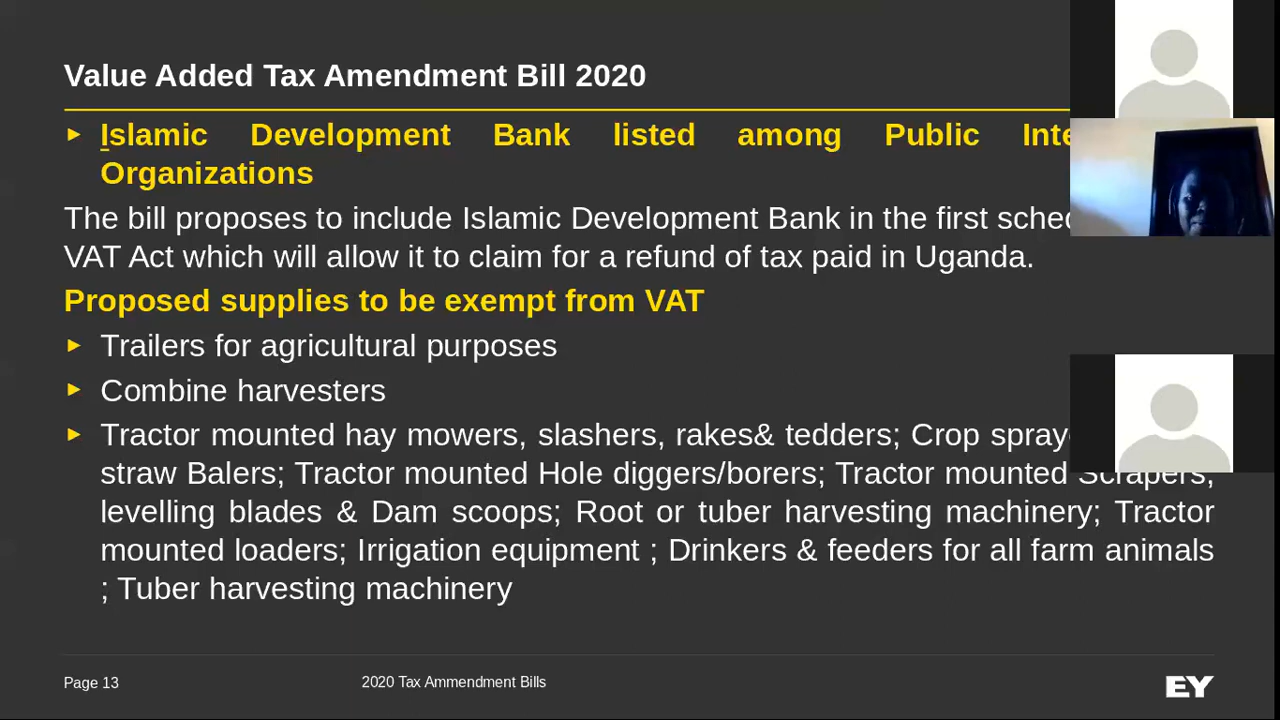 Value Added Tax Amendment Bill 2020
► Islamic Development Bank listed among Public
Organizations
The bill proposes to include Islamic Development Bank in the first
VAT Act which will allow it to claim for a refund of tax paid in Uganda.
Proposed supplies to be exempt from VAT
► Trailers for agricultural purposes
► Combine harvesters
► Tractor mounted hay mowers, slashers, rakes& tedders; Crop
straw Balers; Tractor mounted Hole diggers/borers; Tractor mounted Scrapers,
levelling blades & Dam scoops; Root or tuber harvesting machinery; Tractor
mounted loaders; Irrigation equipment ; Drinkers & feeders for all farm animals
; Tuber harvesting machinery
Page 13
2020 Tax Ammendment Bills
EY